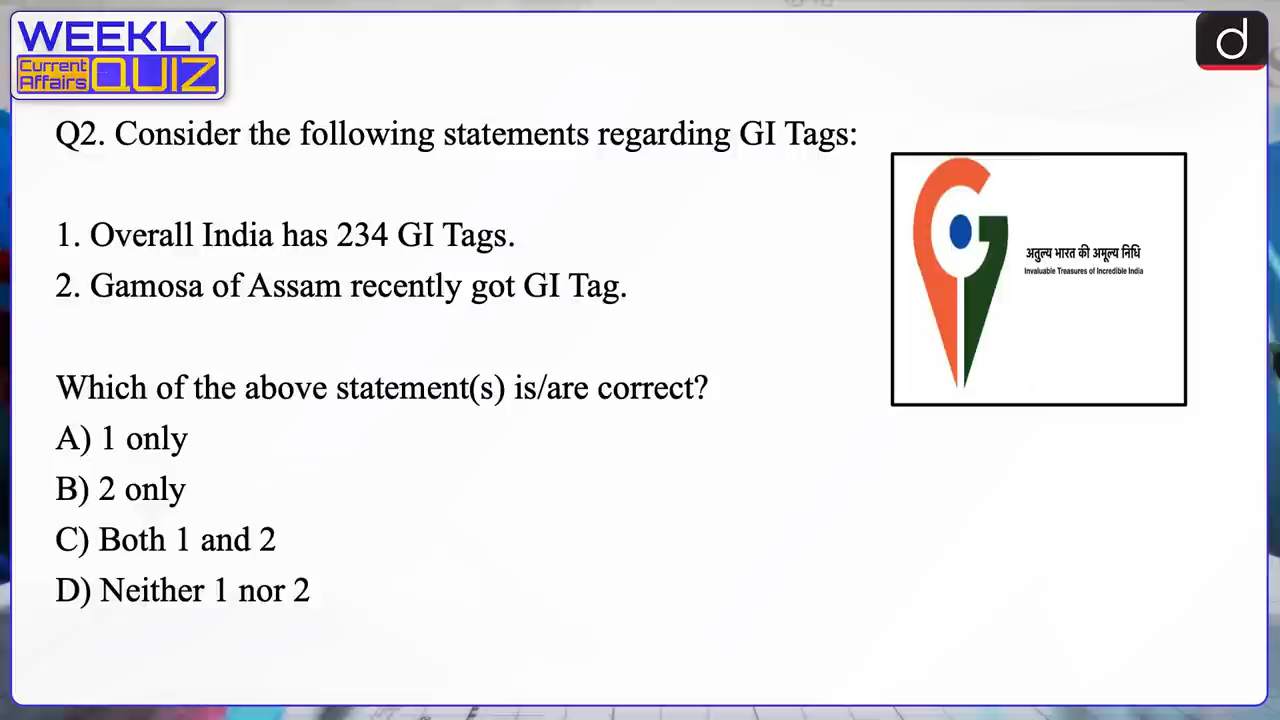 WEEKLY
Current
Affairs
QUIZ
d
Q2. Consider the following statements regarding GI Tags:
1. Overall India has 234 GI Tags.
2. Gamosa of Assam recently got GI Tag.
अतुल्य भारत की अमूल्य निधि
Invaluable Treasures of Incredible India
Which of the above statement(s) is/are correct?
A) 1 only
B) 2 only
C) Both 1 and 2
D) Neither 1 nor 2